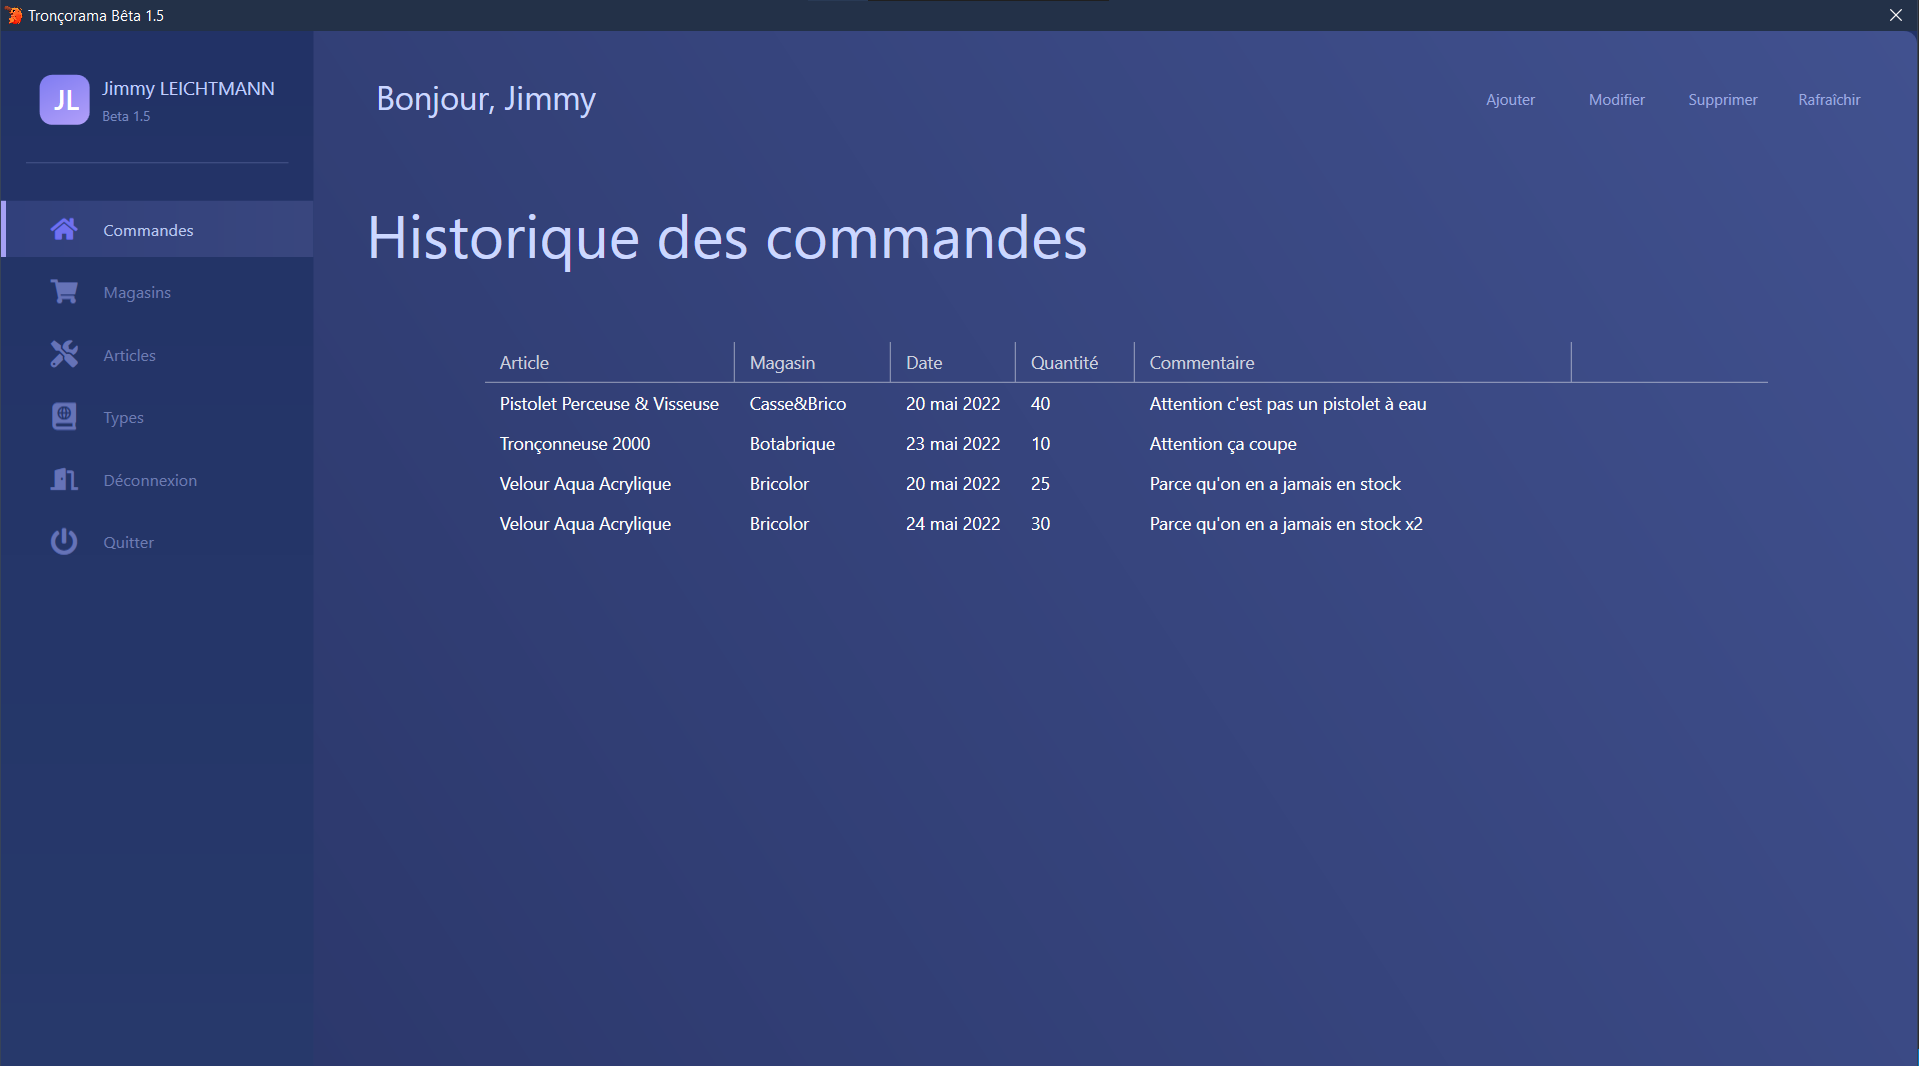 Tronçorama Bêta 1.5
JL
Jimmy LEICHTMANN
Beta 1.5
Commandes
Magasins
Articles
Types
Déconnexion
Quitter
Bonjour, Jimmy
Ajouter Modifier Supprimer Rafraîchir
Historique des commandes
Article Magasin Date Quantité Commentaire
Pistolet Perceuse & Visseuse Casse&Brico 20 mai 2022 40 Attention c'est pas un pistolet à eau
Tronçonneuse 2000 Botabrique 23 mai 2022 10 Attention ça coupe
Velour Aqua Acrylique Bricolor 20 mai 2022 25 Parce qu'on en a jamais en stock
Velour Aqua Acrylique Bricolor 24 mai 2022 30 Parce qu'on en a jamais en stock x2